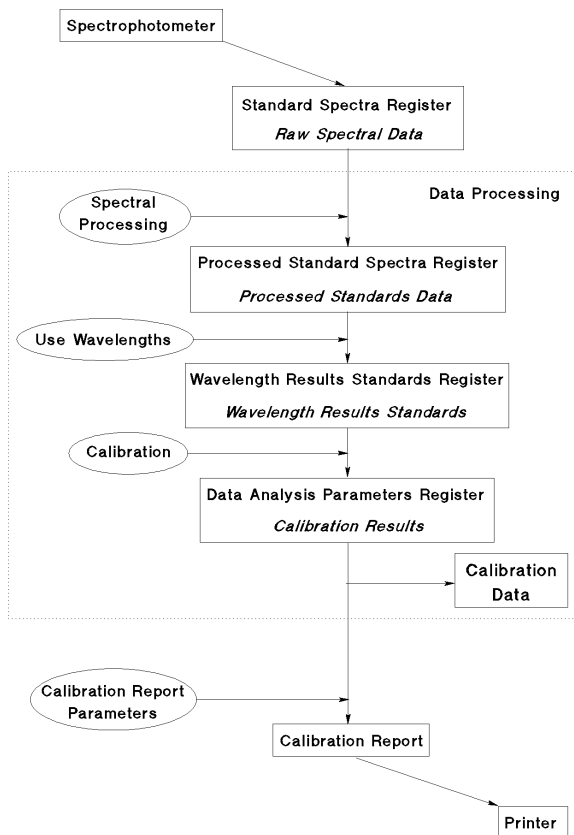 Spectrophotometer
Standard Spectra Register
Raw Spectral Data
Data Processing
Spectral
Processing
Processed Standard Spectra Register
Processed Standards Data
Use Wavelengths
Wavelength Results Standards Register
Wavelength Results Standards
Calibration
Data Analysis Parameters Register
Calibration Results
Calibration
Data
Calibration Report
Parameters
Calibration Report
Printer